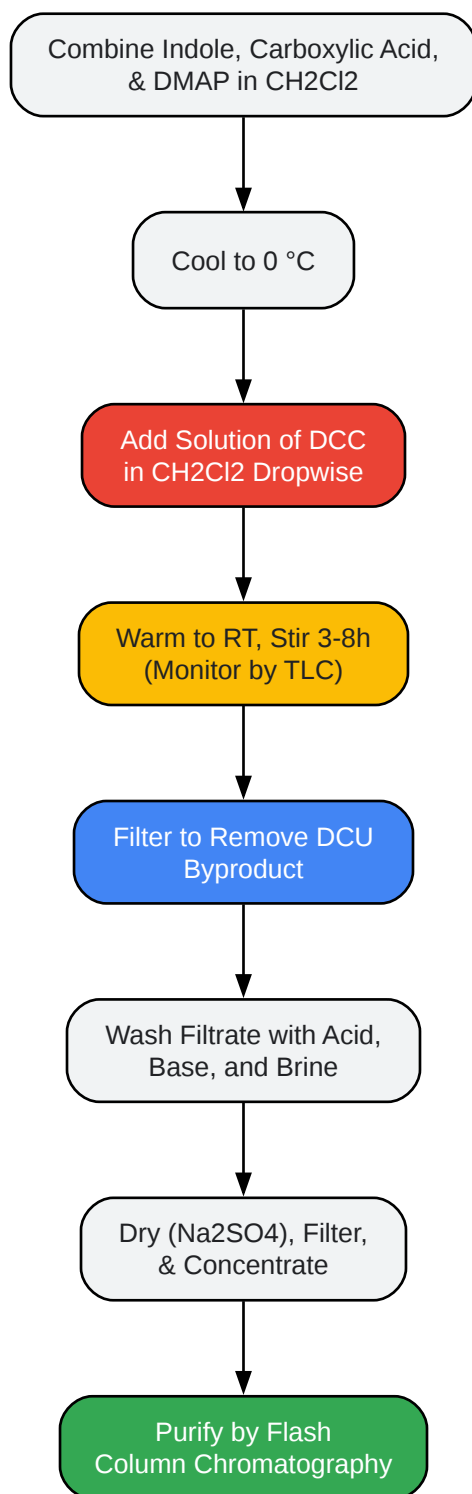 Combine Indole, Carboxylic Acid,
& DMAP in CH2Cl2
Cool to 0 °C
Add Solution of DCC
in CH2Cl2 Dropwise
Warm to RT, Stir 3-8h
(Monitor by TLC)
Filter to Remove DCU
Byproduct
Wash Filtrate with Acid,
Base, and Brine
Dry (Na2SO4), Filter,
& Concentrate
Purify by Flash
Column Chromatography